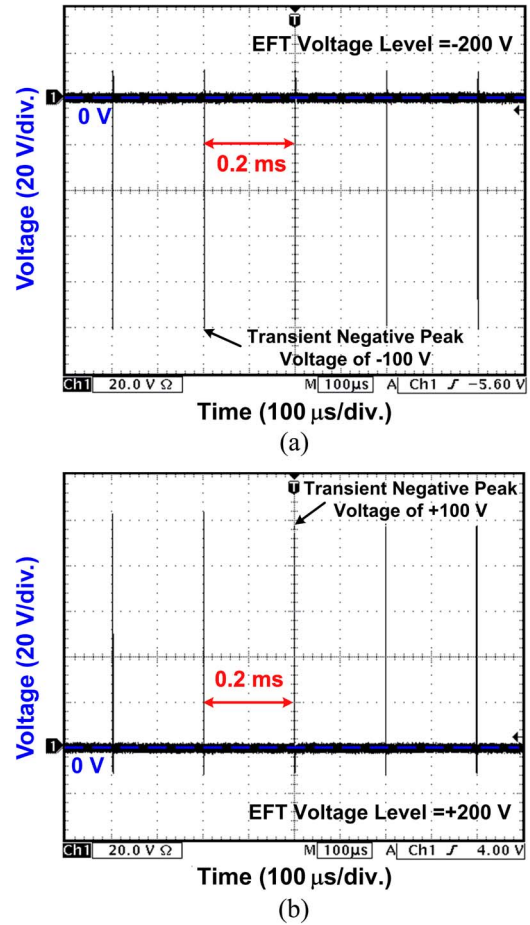 T
EFT Voltage Level =-200 V
1
0 V
0.2 ms
Voltage (20 V/div.)
Transient Negative Peak
Voltage of -100 V
Ch1 20.0 V Ω M 100μs A Ch1 ∫ -5.60 V
Time (100 μs/div.)
(a)
T
Transient Negative Peak
Voltage of +100 V
Voltage (20 V/div.)
0.2 ms
1
0 V
EFT Voltage Level =+200 V
Ch1 20.0 V Ω M 100μs A Ch1 ∫ 4.00 V
Time (100 μs/div.)
(b)